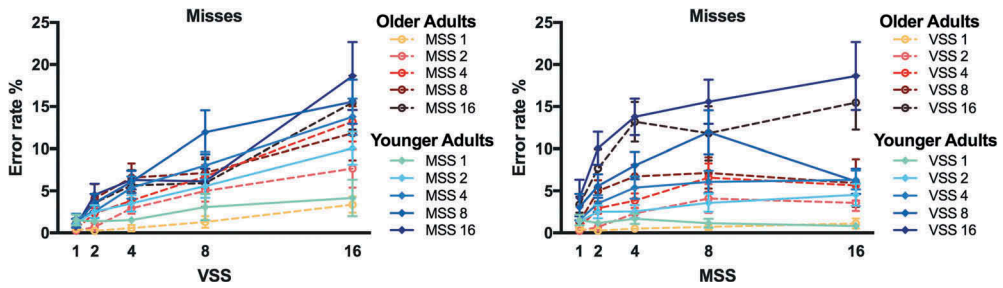 Misses
Error rate %
25
20
15
10
5
0
1 2 4 8 16
VSS
Older Adults
MSS 1
MSS 2
MSS 4
MSS 8
MSS 16
Younger Adults
MSS 1
MSS 2
MSS 4
MSS 8
MSS 16
Misses
Error rate %
25
20
15
10
5
0
1 2 4 8 16
MSS
Older Adults
VSS 1
VSS 2
VSS 4
VSS 8
VSS 16
Younger Adults
VSS 1
VSS 2
VSS 4
VSS 8
VSS 16